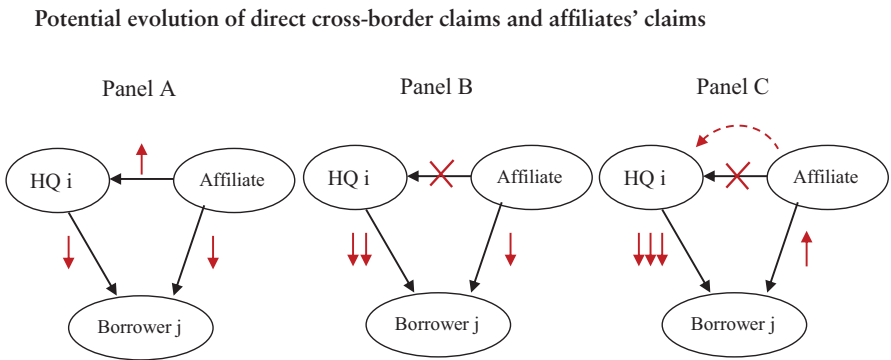 Potential evolution of direct cross-border claims and affiliates’ claims
Panel A
Panel B
Panel C
HQ i
Affiliate
HQ i
Affiliate
HQ i
Affiliate
Borrower j
Borrower j
Borrower j